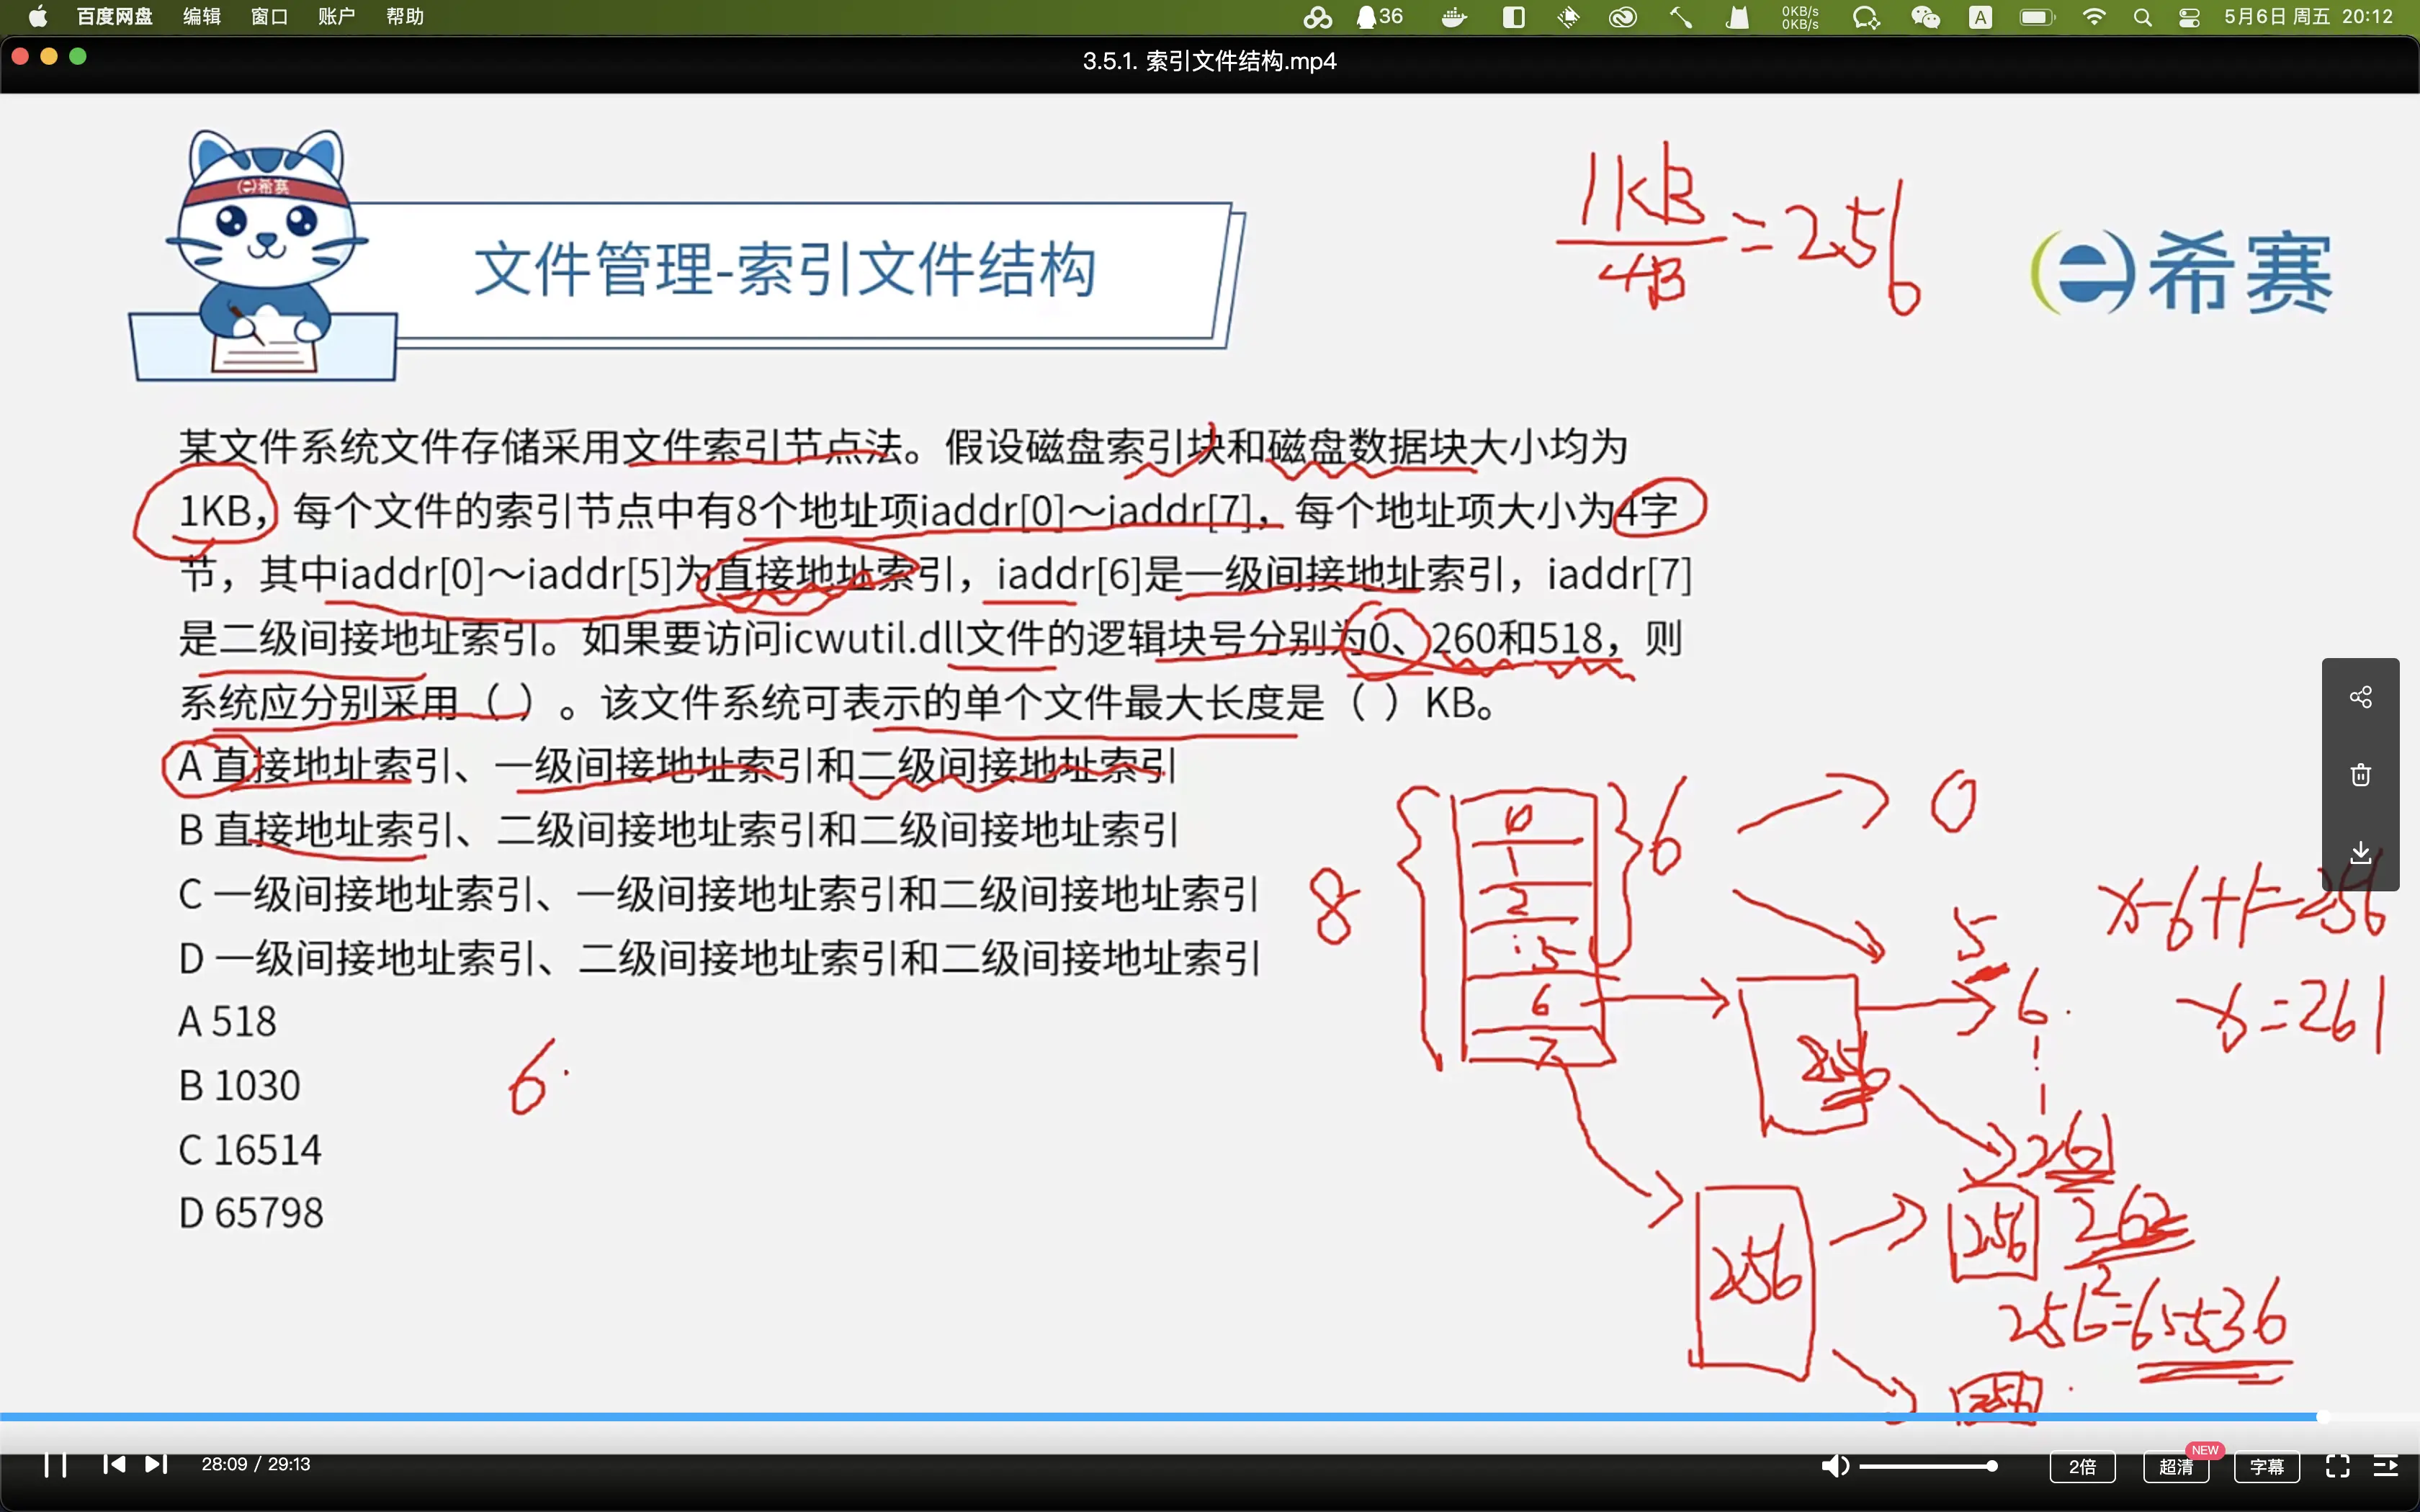 百度网盘 编辑 窗口 账户 帮助 36 0KB/s 0KB/s A 5月6日 周五 20:12
3.5.1. 索引文件结构.mp4
e希赛
文件管理-索引文件结构
1KB
4B
=256
e希赛
某文件系统文件存储采用文件索引节点法。假设磁盘索引块和磁盘数据块大小均为
1KB，每个文件的索引节点中有8个地址项iaddr[0]～iaddr[7]，每个地址项大小为4字
节，其中iaddr[0]～iaddr[5]为直接地址索引，iaddr[6]是一级间接地址索引，iaddr[7]
是二级间接地址索引。如果要访问icwutil.dll文件的逻辑块号分别为0、260和518，则
系统应分别采用（ ）。该文件系统可表示的单个文件最大长度是（ ）KB。
A 直接地址索引、一级间接地址索引和二级间接地址索引
B 直接地址索引、二级间接地址索引和二级间接地址索引
C 一级间接地址索引、一级间接地址索引和二级间接地址索引
D 一级间接地址索引、二级间接地址索引和二级间接地址索引
A 518
B 1030
C 16514
D 65798
6
8
0
1
2
5
6
7
6
0
5
x-6+1=256
x=261
256
6
261
256
256
262
256²=65536
256
28:09 / 29:13
2倍
超清
NEW
字幕